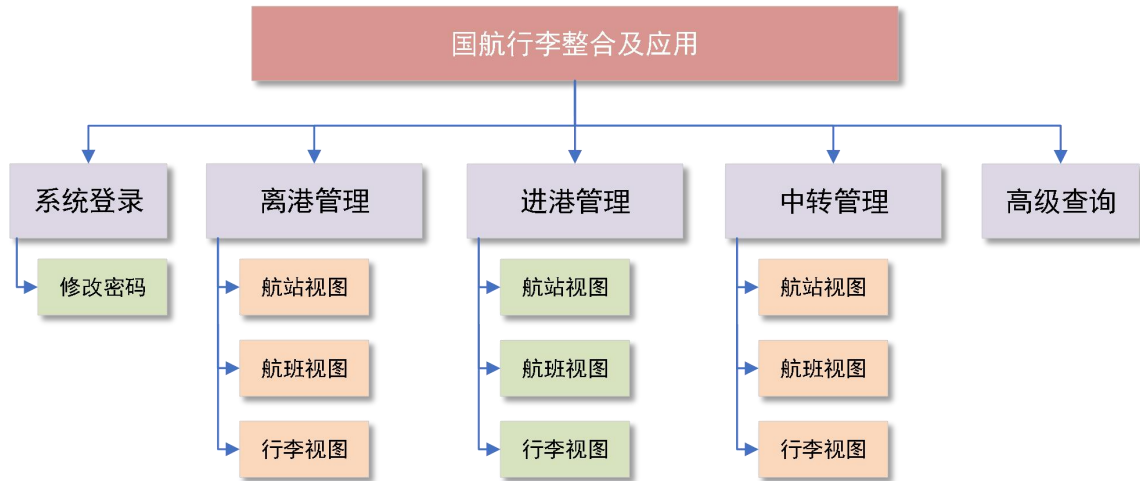 国航行李整合及应用
系统登录
离港管理
进港管理
中转管理
高级查询
修改密码
航站视图
航站视图
航站视图
航班视图
航班视图
航班视图
行李视图
行李视图
行李视图